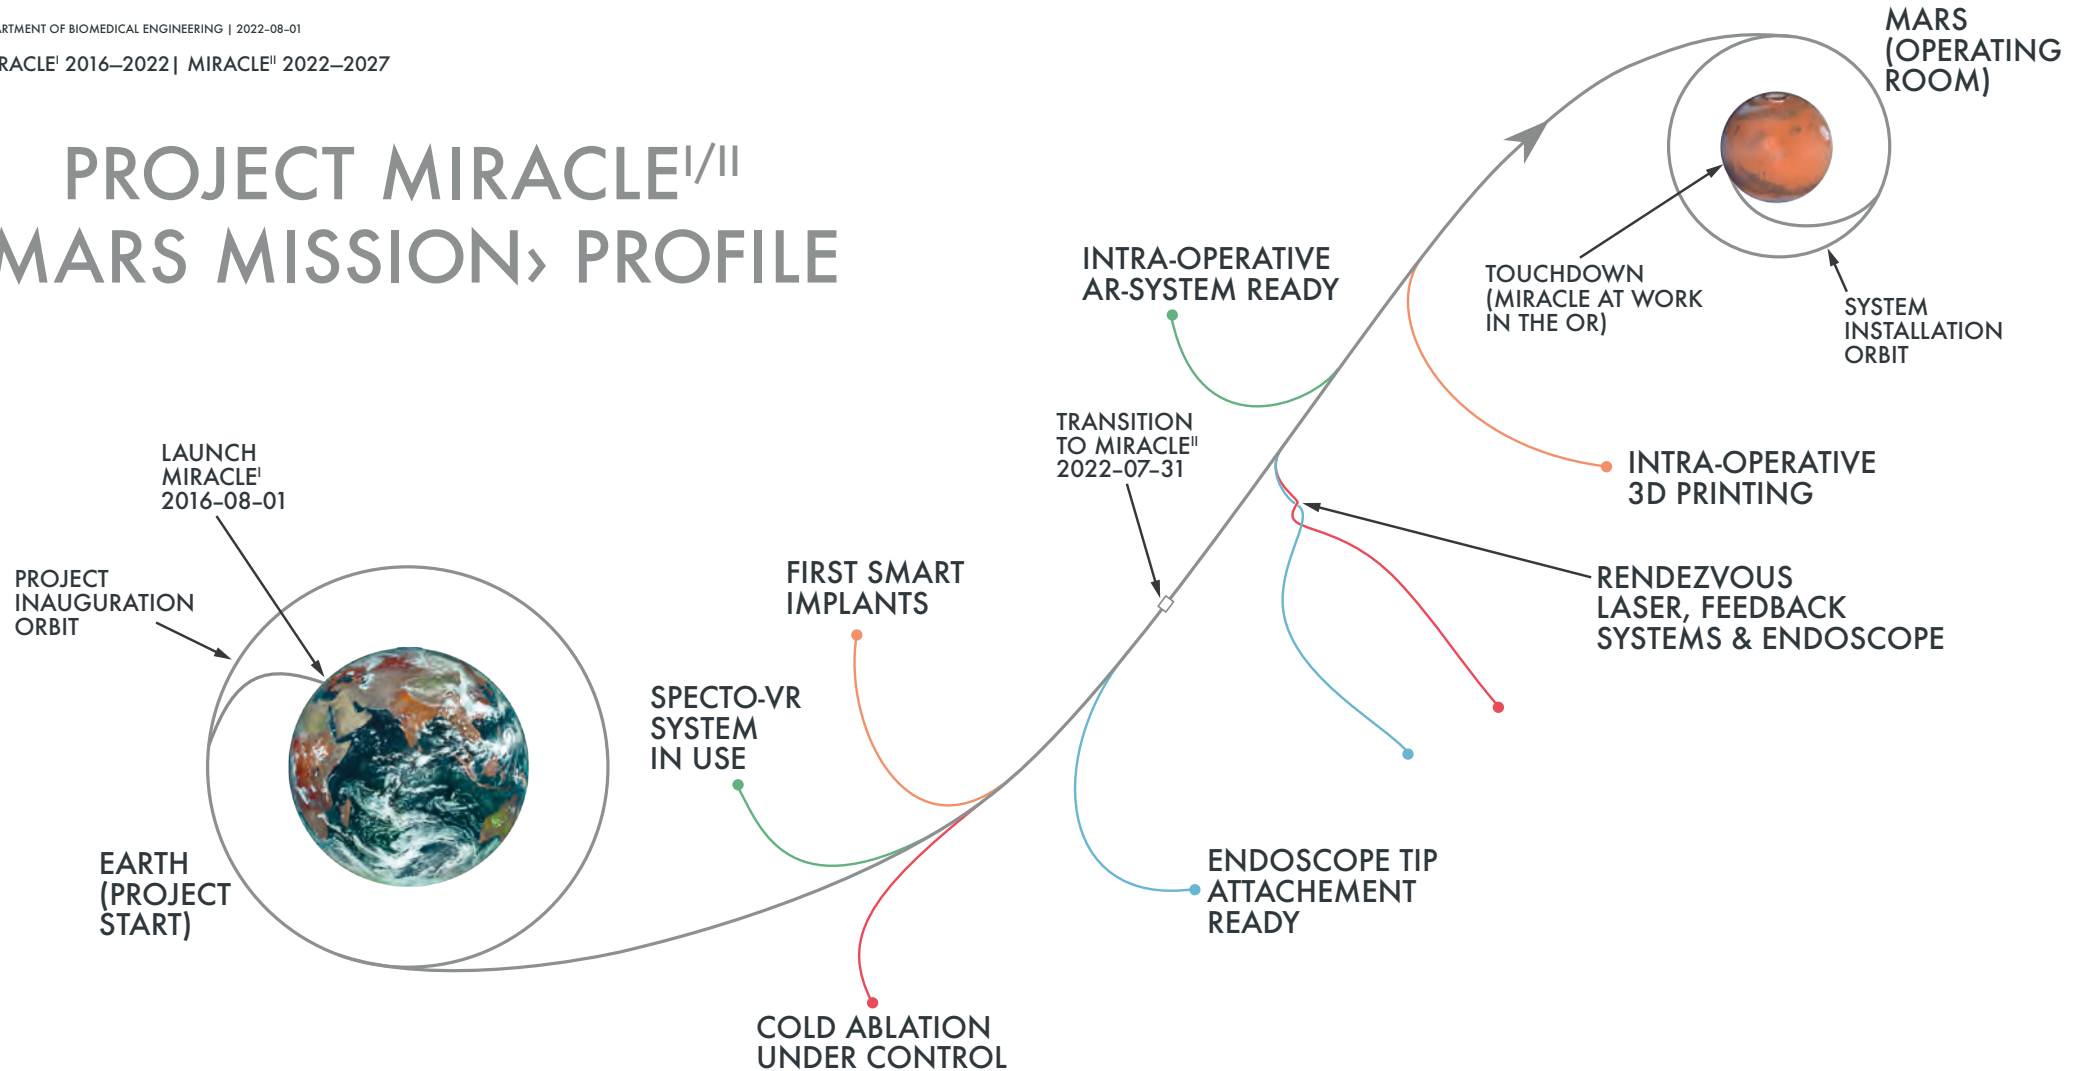 DEPARTMENT OF BIOMEDICAL ENGINEERING | 2022-08-01
MIRACLEᴵ 2016—2022 | MIRACLEᴵᴵ 2022—2027
PROJECT MIRACLEᴵ/ᴵᴵ
MARS MISSION› PROFILE
MARS
(OPERATING
ROOM)
INTRA-OPERATIVE
AR-SYSTEM READY
TOUCHDOWN
(MIRACLE AT WORK
IN THE OR)
SYSTEM
INSTALLATION
ORBIT
TRANSITION
TO MIRACLEᴵᴵ
2022-07-31
LAUNCH
MIRACLEᴵ
2016-08-01
INTRA-OPERATIVE
3D PRINTING
PROJECT
INAUGURATION
ORBIT
FIRST SMART
IMPLANTS
RENDEZVOUS
LASER, FEEDBACK
SYSTEMS & ENDOSCOPE
SPECTO-VR
SYSTEM
IN USE
EARTH
(PROJECT
START)
ENDOSCOPE TIP
ATTACHEMENT
READY
COLD ABLATION
UNDER CONTROL